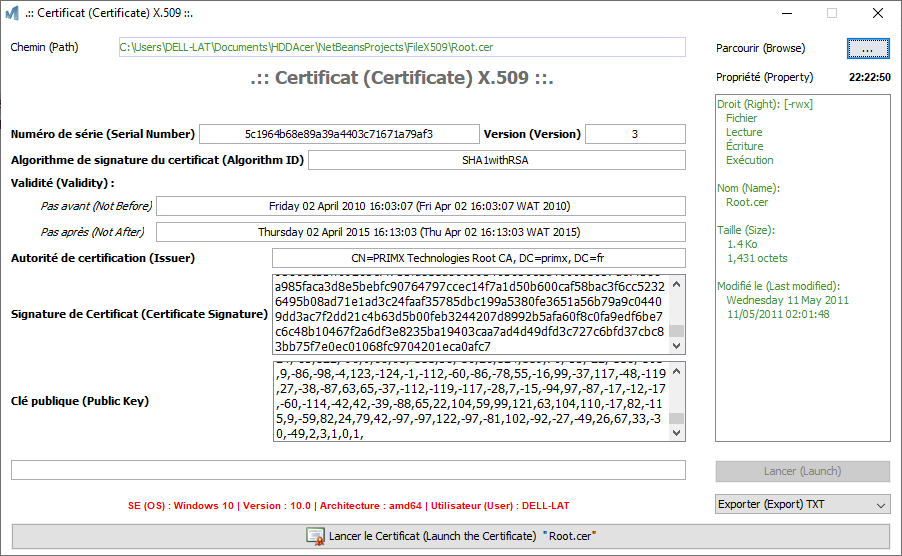 .:: Certificat (Certificate) X.509 ::.
Chemin (Path)
C:\Users\DELL-LAT\Documents\HDDAcer\NetBeansProjects\FileX509\Root.cer
Parcourir (Browse)
...
.:: Certificat (Certificate) X.509 ::.
Propriété (Property)
22:22:50
Numéro de série (Serial Number)
5c1964b68e89a39a4403c71671a79af3
Version (Version)
3
Algorithme de signature du certificat (Algorithm ID)
SHA1withRSA
Validité (Validity) :
Pas avant (Not Before)
Friday 02 April 2010 16:03:07 (Fri Apr 02 16:03:07 WAT 2010)
Pas après (Not After)
Thursday 02 April 2015 16:13:03 (Thu Apr 02 16:13:03 WAT 2015)
Autorité de certification (Issuer)
CN=PRIMX Technologies Root CA, DC=primx, DC=fr
Signature de Certificat (Certificate Signature)
a985faca3d8e5bebfc90764797ccec14f7a1d50b600caf58bac3f6cc5232
6495b08ad71e1ad3c24faaf35785dbc199a5380fe3651a56b79a9c0440
9dd3ac7f2dd21c4b63d5b00feb3244207d8992b5afa60f8c0fa9edf6be7
c6c48b10467f2a6df3e8235ba19403caa7ad4d49dfd3c727c6bfd37cbc8
3bb75f7e0ec01068fc9704201eca0afc7
Clé publique (Public Key)
,9,-86,-98,-4,123,-124,-1,-112,-60,-86,-78,55,-16,99,-37,117,-48,-119
,27,-38,-87,63,65,-37,-112,-119,-117,-28,7,-15,-94,97,-87,-17,-12,-17
,-60,-114,-42,42,-39,-88,65,22,104,59,99,121,63,104,110,-17,82,-11
5,9,-59,82,24,79,42,-97,-97,122,-97,-81,102,-92,-27,-49,26,67,33,-3
0,-49,2,3,1,0,1,
Droit (Right): [-rwx]
Fichier
Lecture
Écriture
Exécution
Nom (Name):
Root.cer
Taille (Size):
1.4 Ko
1,431 octets
Modifié le (Last modified):
Wednesday 11 May 2011
11/05/2011 02:01:48
Lancer (Launch)
SE (OS) : Windows 10 | Version : 10.0 | Architecture : amd64 | Utilisateur (User) : DELL-LAT
Exporter (Export) TXT
Lancer le Certificat (Launch the Certificate) "Root.cer"